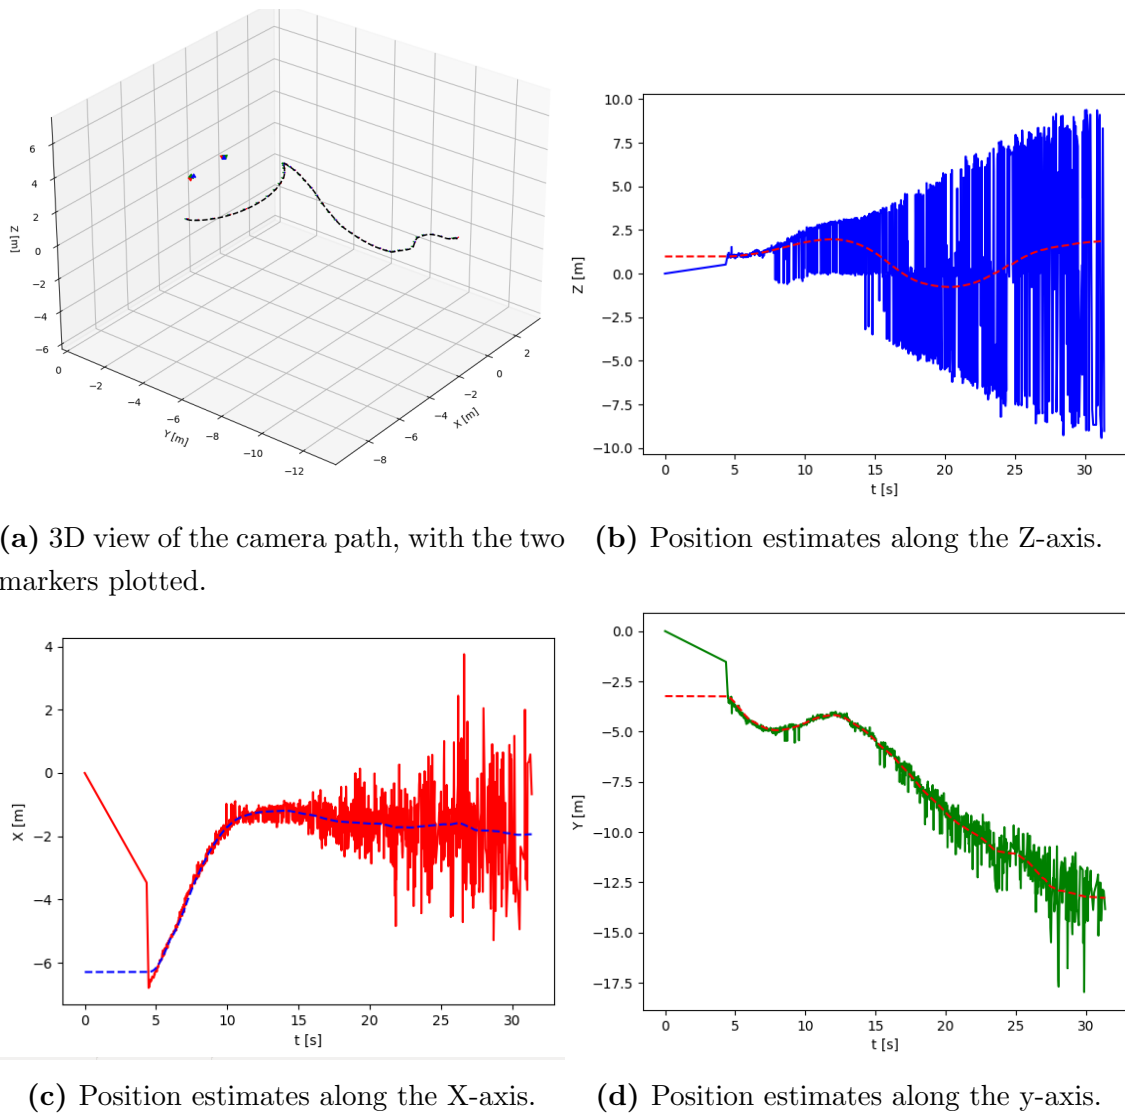 6
4
2
0
−2
−4
−6
Z [m]
0
−2
−4
−6
−8
−10
−12
Y [m]
2
0
−2
−4
−6
−8
X [m]
10.0
7.5
5.0
2.5
0.0
−2.5
−5.0
−7.5
−10.0
Z [m]
0 5 10 15 20 25 30
t [s]
(a) 3D view of the camera path, with the two
markers plotted.
(b) Position estimates along the Z-axis.
4
2
0
−2
−4
−6
X [m]
0 5 10 15 20 25 30
t [s]
0.0
−2.5
−5.0
−7.5
−10.0
−12.5
−15.0
−17.5
Y [m]
0 5 10 15 20 25 30
t [s]
(c) Position estimates along the X-axis.
(d) Position estimates along the y-axis.